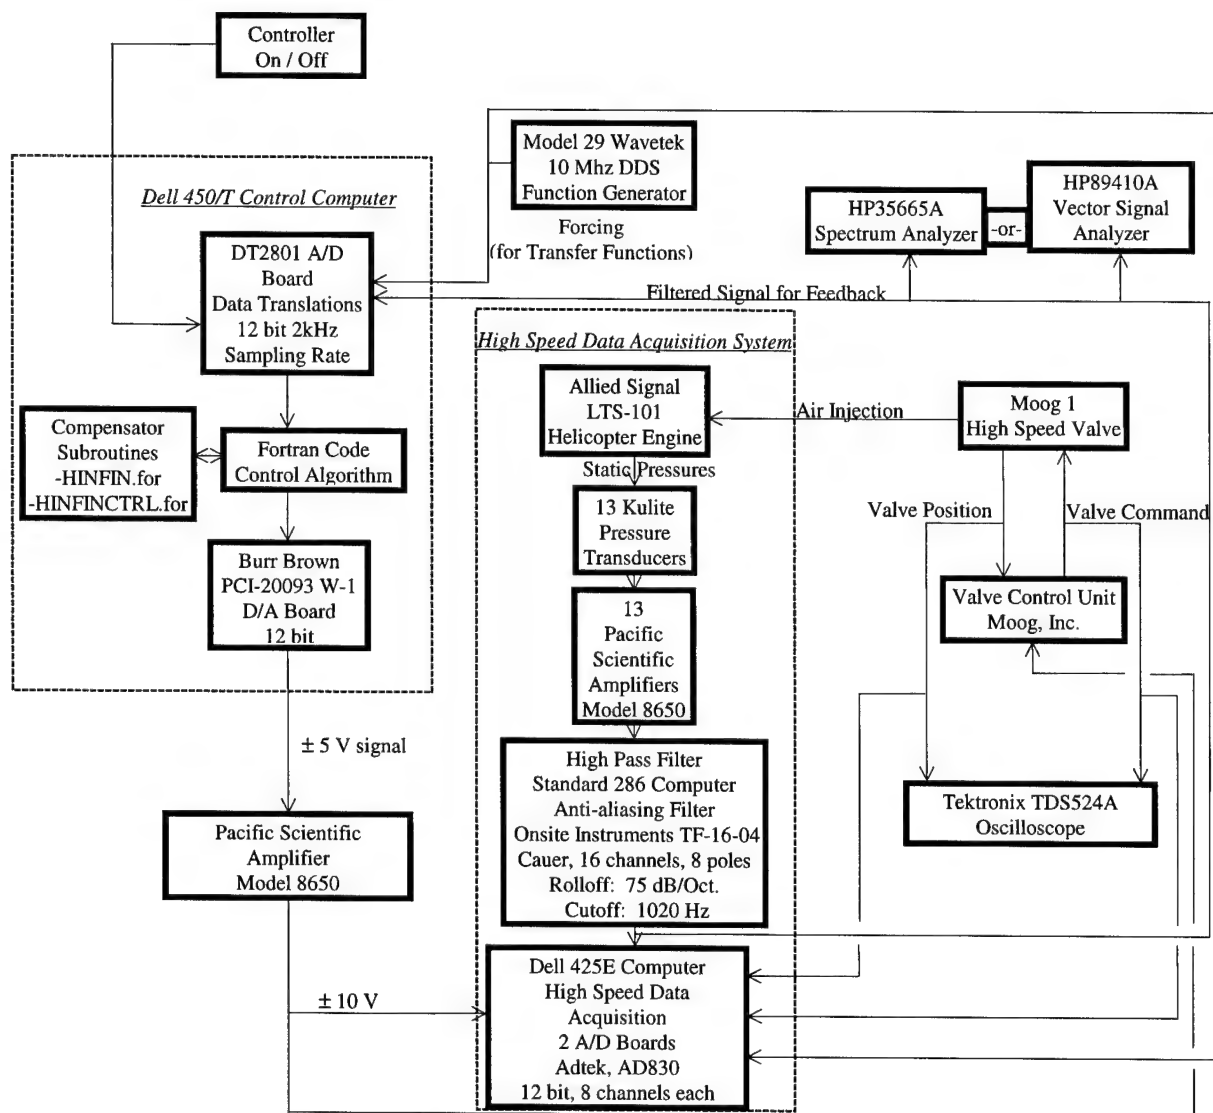 Controller
On / Off
Model 29 Wavetek
10 Mhz DDS
Function Generator
Forcing
(for Transfer Functions)
HP35665A
Spectrum Analyzer
-or-
HP89410A
Vector Signal
Analyzer
Dell 450/T Control Computer
DT2801 A/D
Board
Data Translations
12 bit 2kHz
Sampling Rate
Filtered Signal for Feedback
Compensator
Subroutines
-HINFIN.for
-HINFINCTRL.for
Fortran Code
Control Algorithm
Burr Brown
PCI-20093 W-1
D/A Board
12 bit
± 5 V signal
Pacific Scientific
Amplifier
Model 8650
± 10 V
High Speed Data Acquisition System
Allied Signal
LTS-101
Helicopter Engine
Air Injection
Moog 1
High Speed Valve
Static Pressures
13 Kulite
Pressure
Transducers
Valve Position
Valve Command
13
Pacific
Scientific
Amplifiers
Model 8650
Valve Control Unit
Moog, Inc.
High Pass Filter
Standard 286 Computer
Anti-aliasing Filter
Onsite Instruments TF-16-04
Cauer, 16 channels, 8 poles
Rolloff: 75 dB/Oct.
Cutoff: 1020 Hz
Tektronix TDS524A
Oscilloscope
Dell 425E Computer
High Speed Data
Acquisition
2 A/D Boards
Adtek, AD830
12 bit, 8 channels each